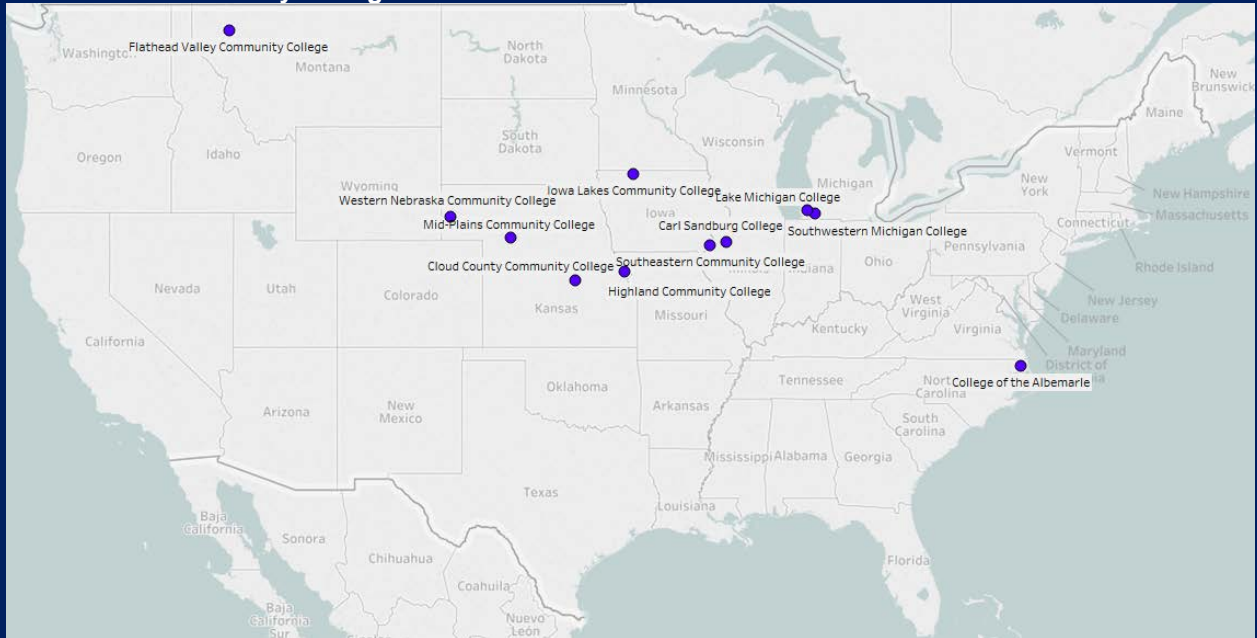 Flathead Valley Community College
Montana
North
Dakota
Minnesota
New
Brunswick
Maine
Oregon
Idaho
South
Dakota
Wisconsin
Vermont
Wyoming
Iowa Lakes Community College
Lake Michigan College
Michigan
New
York
New Hampshire
Massachusetts
Western Nebraska Community College
Mid-Plains Community College
Iowa
Carl Sandburg College
Southwestern Michigan College
Connecticut
Pennsylvania
Rhode Island
Cloud County Community College
Southeastern Community College
Ohio
Nevada
Utah
Colorado
Kansas
Highland Community College
Missouri
West
Virginia
Virginia
New Jersey
Delaware
California
Kentucky
Maryland
District of
Oklahoma
Tennessee
College of the Albemarle
Carolina
Arizona
New
Mexico
Arkansas
South
Carolina
Mississippi
Alabama
Georgia
Texas
Louisiana
Baja
California
Sonora
Chihuahua
Florida
Coahuila
Baja
California
Sur
Nuevo
León